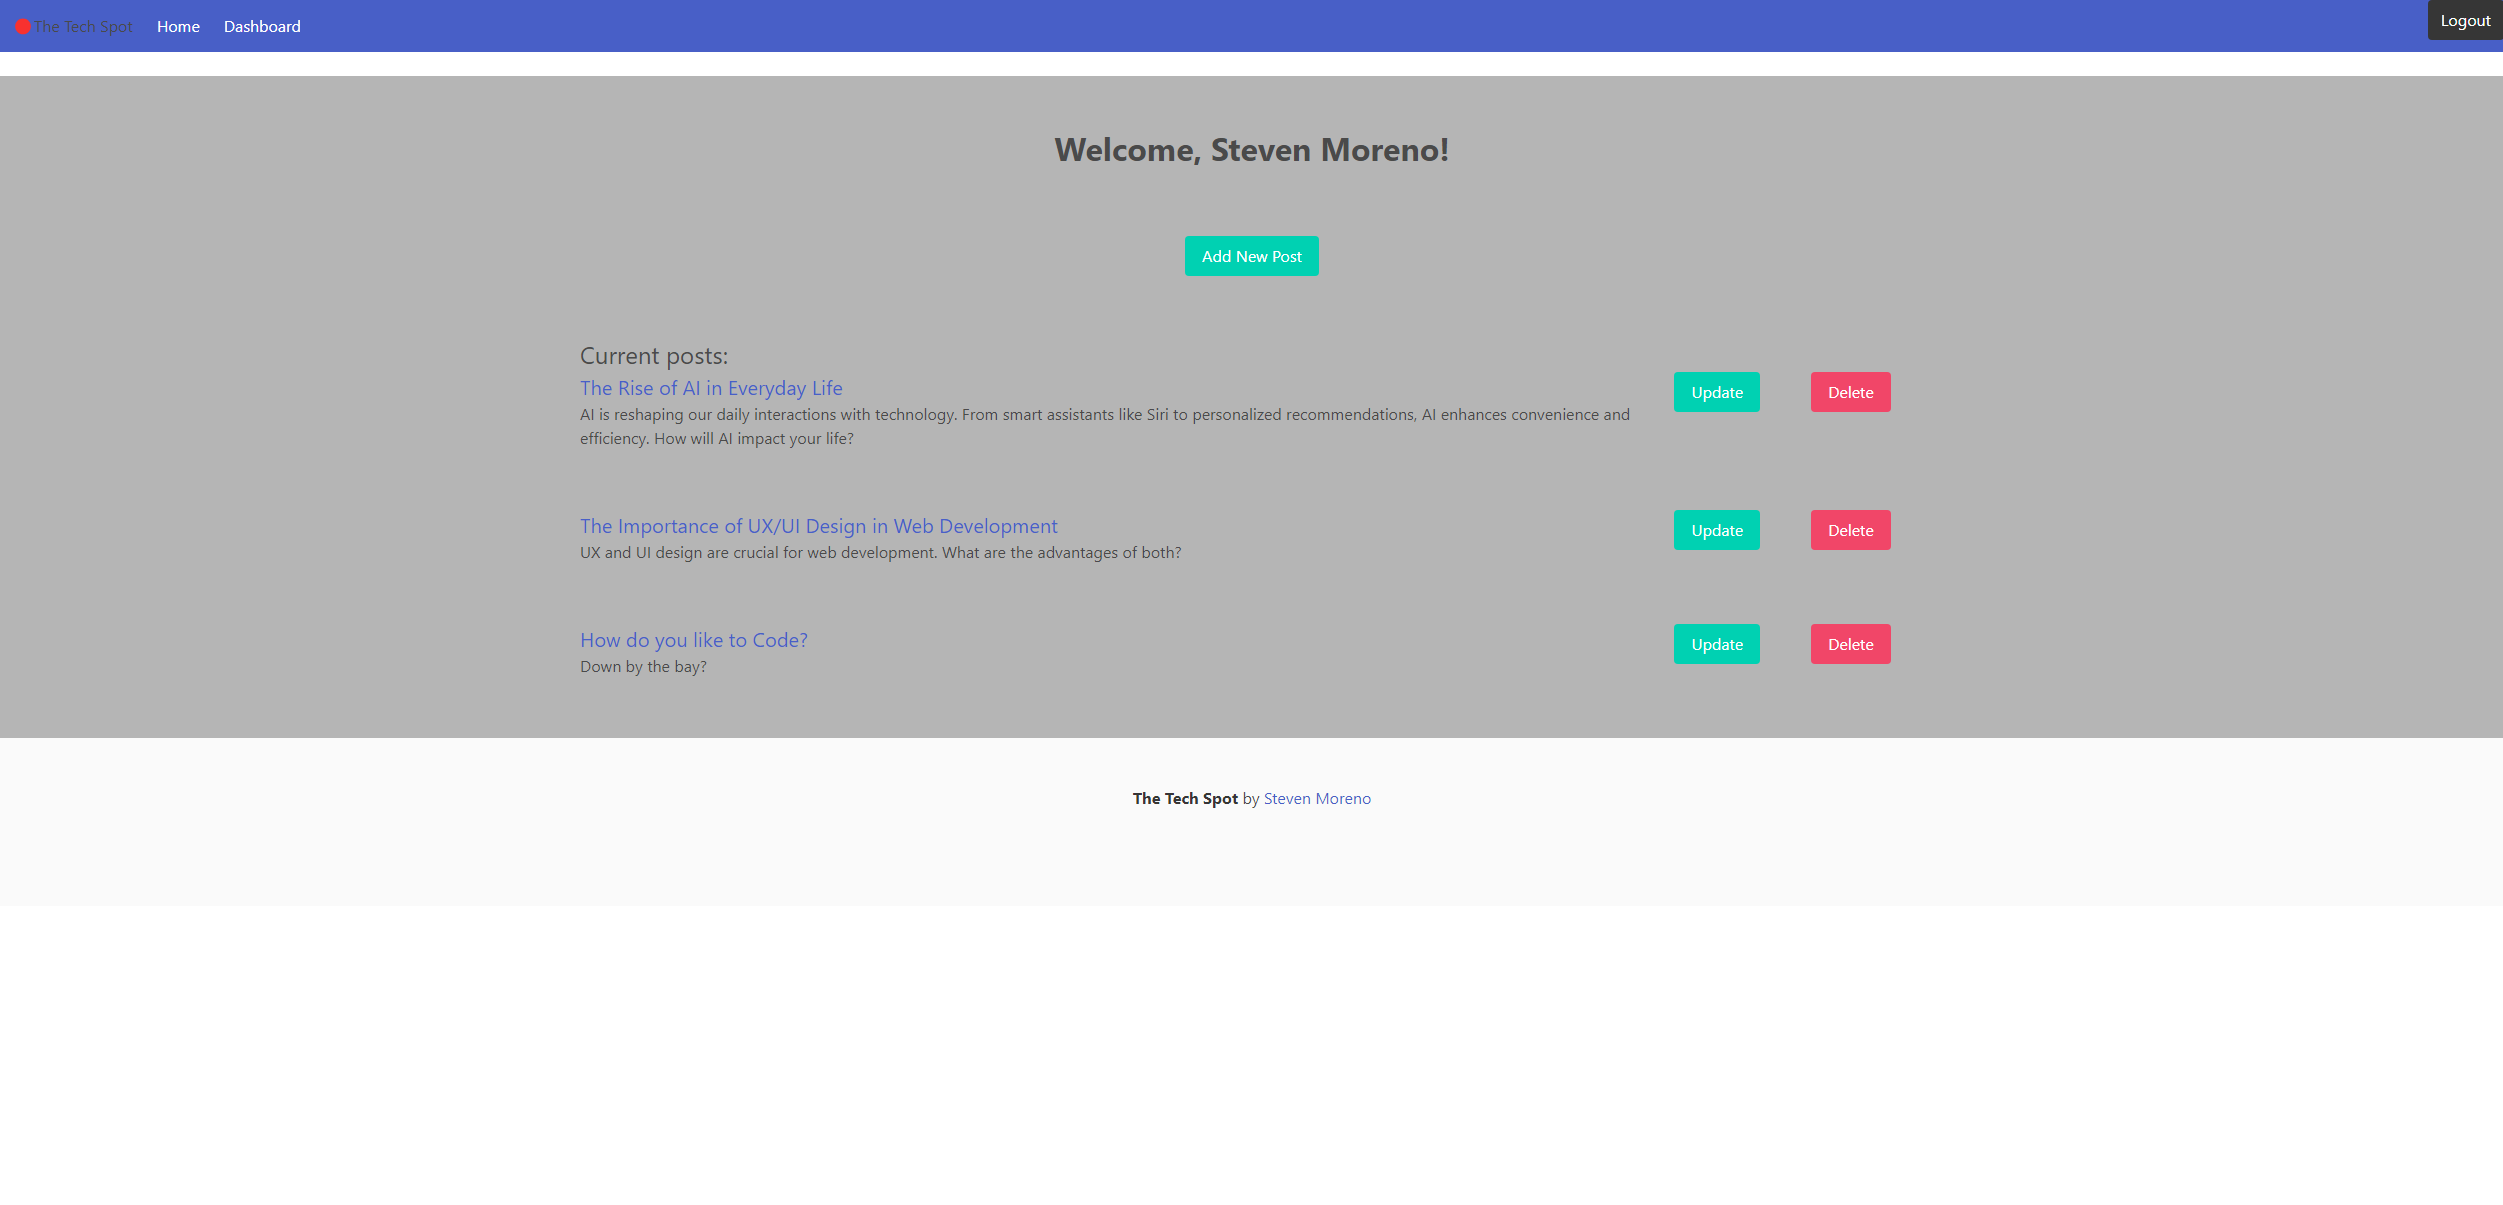 The Tech Spot Home Dashboard Logout
Welcome, Steven Moreno!
Add New Post
Current posts:
The Rise of AI in Everyday Life
AI is reshaping our daily interactions with technology. From smart assistants like Siri to personalized recommendations, AI enhances convenience and
efficiency. How will AI impact your life?
Update Delete
The Importance of UX/UI Design in Web Development
UX and UI design are crucial for web development. What are the advantages of both?
Update Delete
How do you like to Code?
Down by the bay?
Update Delete
The Tech Spot by Steven Moreno